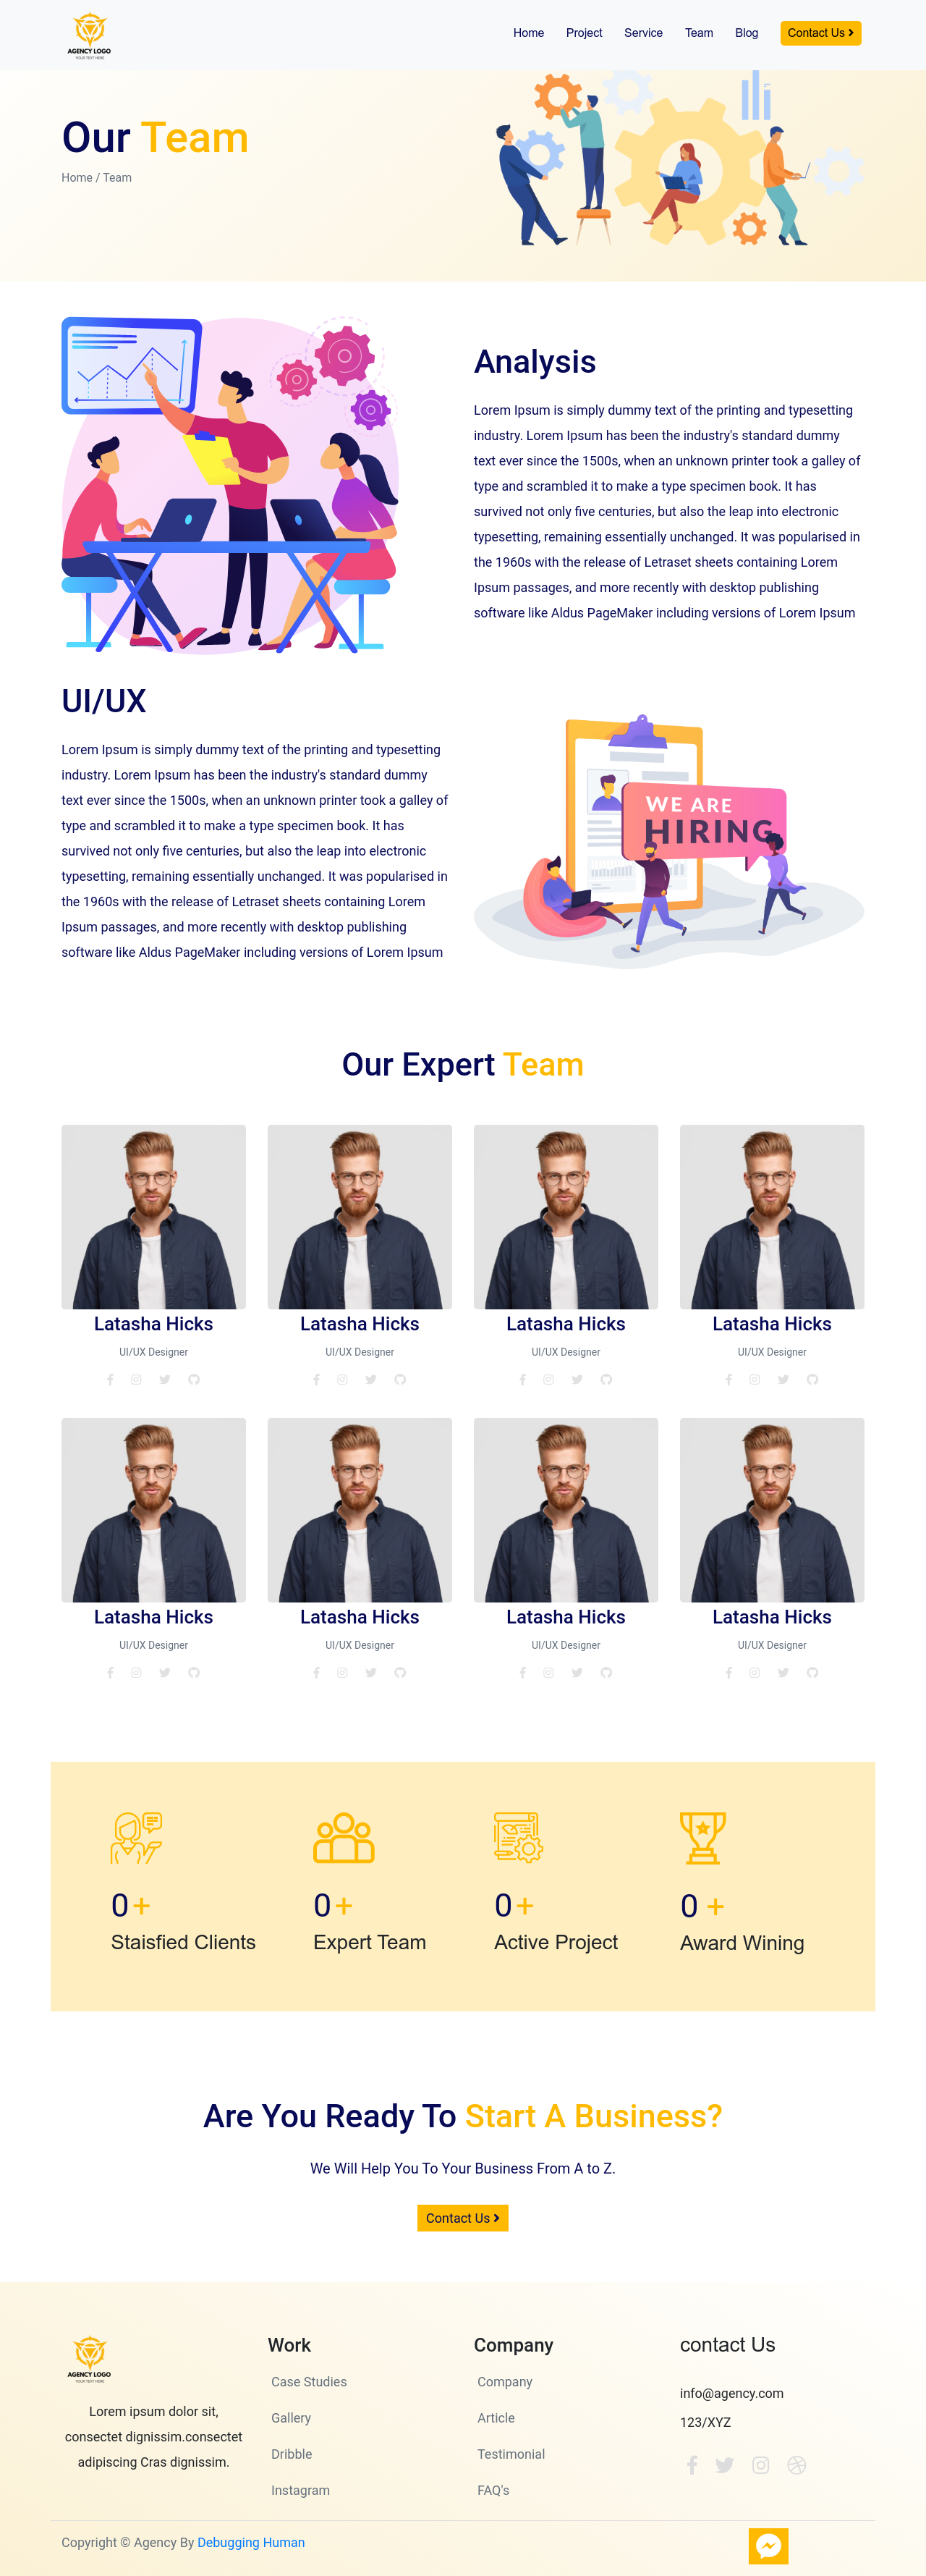 AGENCY LOGO
YOUR TEXT HERE
Home Project Service Team Blog Contact Us
Our Team
Home / Team
Analysis
Lorem Ipsum is simply dummy text of the printing and typesetting
industry. Lorem Ipsum has been the industry's standard dummy
text ever since the 1500s, when an unknown printer took a galley of
type and scrambled it to make a type specimen book. It has
survived not only five centuries, but also the leap into electronic
typesetting, remaining essentially unchanged. It was popularised in
the 1960s with the release of Letraset sheets containing Lorem
Ipsum passages, and more recently with desktop publishing
software like Aldus PageMaker including versions of Lorem Ipsum
UI/UX
Lorem Ipsum is simply dummy text of the printing and typesetting
industry. Lorem Ipsum has been the industry's standard dummy
text ever since the 1500s, when an unknown printer took a galley of
type and scrambled it to make a type specimen book. It has
survived not only five centuries, but also the leap into electronic
typesetting, remaining essentially unchanged. It was popularised in
the 1960s with the release of Letraset sheets containing Lorem
Ipsum passages, and more recently with desktop publishing
software like Aldus PageMaker including versions of Lorem Ipsum
WE ARE
HIRING
Our Expert Team
Latasha Hicks Latasha Hicks Latasha Hicks Latasha Hicks
UI/UX Designer UI/UX Designer UI/UX Designer UI/UX Designer
Latasha Hicks Latasha Hicks Latasha Hicks Latasha Hicks
UI/UX Designer UI/UX Designer UI/UX Designer UI/UX Designer
0+ 0+ 0+ 0 +
Staisfied Clients Expert Team Active Project Award Wining
Are You Ready To Start A Business?
We Will Help You To Your Business From A to Z.
Contact Us
AGENCY LOGO
YOUR TEXT HERE
Lorem ipsum dolor sit,
consectet dignissim.consectet
adipiscing Cras dignissim.
Work
Case Studies
Gallery
Dribble
Instagram
Company
Company
Article
Testimonial
FAQ's
contact Us
info@agency.com
123/XYZ
Copyright © Agency By Debugging Human